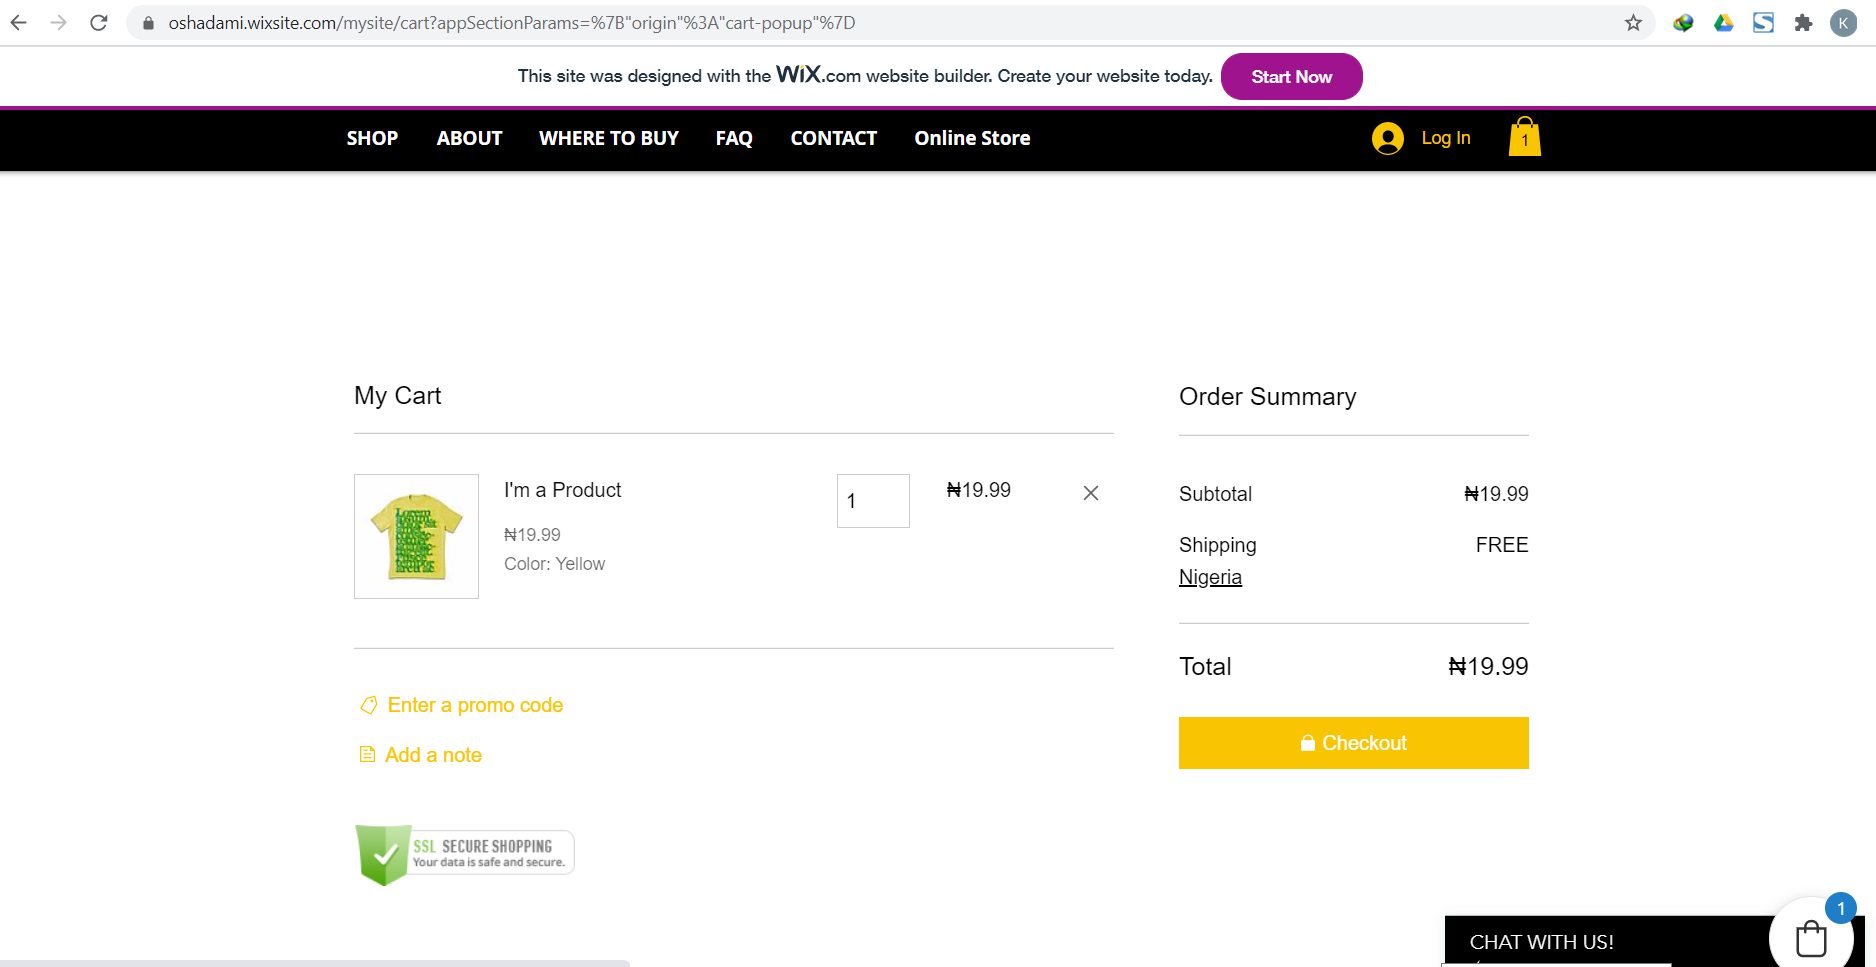 oshadami.wixsite.com/mysite/cart?appSectionParams=%7B"origin"%3A"cart-popup"%7D
K
This site was designed with the WiX.com website builder. Create your website today.
Start Now
SHOP ABOUT WHERE TO BUY FAQ CONTACT Online Store
Log In
1
My Cart
I'm a Product
₦19.99
Color: Yellow
1
₦19.99
Enter a promo code
Add a note
SSL SECURE SHOPPING
Your data is safe and secure.
Order Summary
Subtotal ₦19.99
Shipping FREE
Nigeria
Total ₦19.99
Checkout
CHAT WITH US!
1